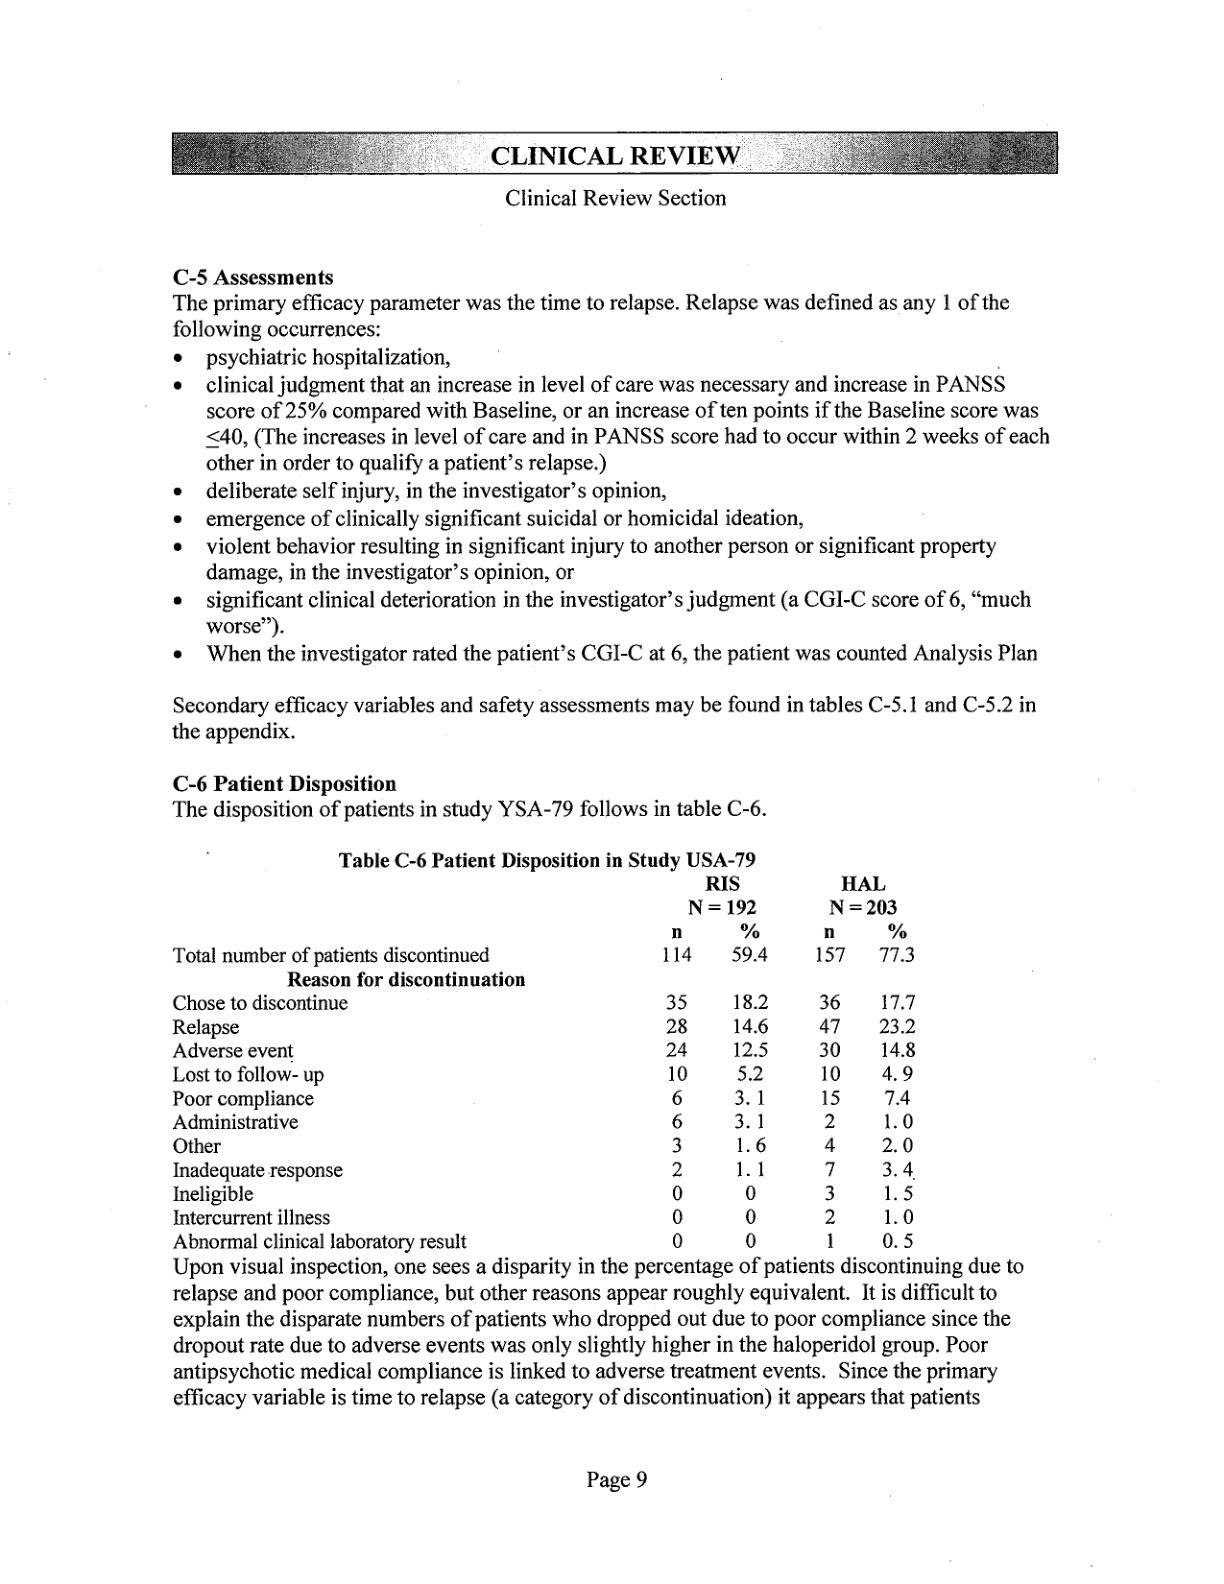 CLINICAL REVIEW
Clinical Review Section
C-5 Assessments
The primary efficacy parameter was the time to relapse. Relapse was defined as any 1 of the
following occurrences:
• psychiatric hospitalization,
• clinical judgment that an increase in level of care was necessary and increase in PANSS
score of 25% compared with Baseline, or an increase of ten points if the Baseline score was
≤40, (The increases in level of care and in PANSS score had to occur within 2 weeks of each
other in order to qualify a patient's relapse.)
• deliberate self injury, in the investigator's opinion,
• emergence of clinically significant suicidal or homicidal ideation,
• violent behavior resulting in significant injury to another person or significant property
damage, in the investigator's opinion, or
• significant clinical deterioration in the investigator's judgment (a CGI-C score of 6, "much
worse").
• When the investigator rated the patient's CGI-C at 6, the patient was counted Analysis Plan
Secondary efficacy variables and safety assessments may be found in tables C-5.1 and C-5.2 in
the appendix.
C-6 Patient Disposition
The disposition of patients in study YSA-79 follows in table C-6.
Table C-6 Patient Disposition in Study USA-79
RIS HAL
N = 192 N = 203
n % n %
Total number of patients discontinued 114 59.4 157 77.3
Reason for discontinuation
Chose to discontinue 35 18.2 36 17.7
Relapse 28 14.6 47 23.2
Adverse event 24 12.5 30 14.8
Lost to follow- up 10 5.2 10 4. 9
Poor compliance 6 3. 1 15 7.4
Administrative 6 3. 1 2 1. 0
Other 3 1. 6 4 2. 0
Inadequate response 2 1. 1 7 3. 4
Ineligible 0 0 3 1. 5
Intercurrent illness 0 0 2 1. 0
Abnormal clinical laboratory result 0 0 1 0. 5
Upon visual inspection, one sees a disparity in the percentage of patients discontinuing due to
relapse and poor compliance, but other reasons appear roughly equivalent. It is difficult to
explain the disparate numbers of patients who dropped out due to poor compliance since the
dropout rate due to adverse events was only slightly higher in the haloperidol group. Poor
antipsychotic medical compliance is linked to adverse treatment events. Since the primary
efficacy variable is time to relapse (a category of discontinuation) it appears that patients
Page 9